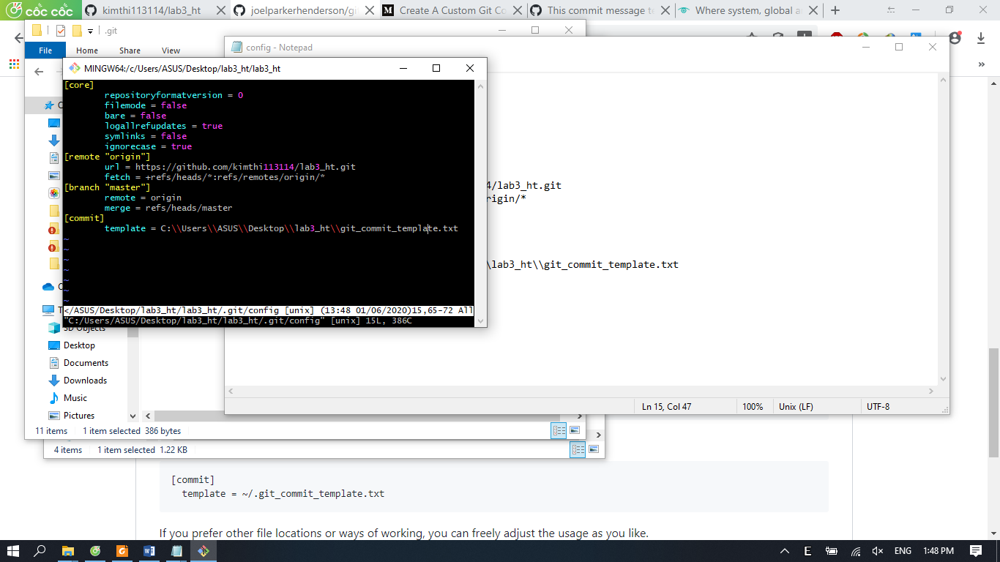 cốc cốc
kimthi113114/lab3_ht
joelparkerhenderson/gi
Create A Custom Git Co
This commit message te
Where system, global a
.git
File
Home
Share
View
config - Notepad
MINGW64:/c/Users/ASUS/Desktop/lab3_ht/lab3_ht
[core]
repositoryformatversion = 0
filemode = false
bare = false
logallrefupdates = true
symlinks = false
ignorecase = true
[remote "origin"]
url = https://github.com/kimthi113114/lab3_ht.git
fetch = +refs/heads/*:refs/remotes/origin/*
[branch "master"]
remote = origin
merge = refs/heads/master
[commit]
template = C:\\Users\\ASUS\\Desktop\\lab3_ht\\git_commit_template.txt
~
~
~
~
~
~
~
</ASUS/Desktop/lab3_ht/lab3_ht/.git/config [unix] (13:48 01/06/2020)15,65-72 All
"C:/Users/ASUS/Desktop/lab3_ht/lab3_ht/.git/config" [unix] 15L, 386C
4/lab3_ht.git
rigin/*
\lab3_ht\\git_commit_template.txt
3D Objects
Desktop
Documents
Downloads
Music
Pictures
Ln 15, Col 47
100%
Unix (LF)
UTF-8
11 items
1 item selected 386 bytes
4 items
1 item selected 1.22 KB
[commit]
template = ~/.git_commit_template.txt
If you prefer other file locations or ways of working, you can freely adjust the usage as you like.
E
ENG
1:48 PM